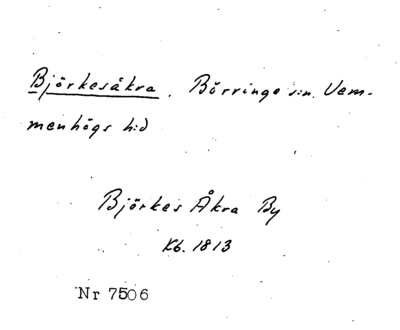 Björkesåkra. Börringe s:n. Vem-
menhögs h:d
Björkes Åkra By
Kb. 1813
Nr 7506